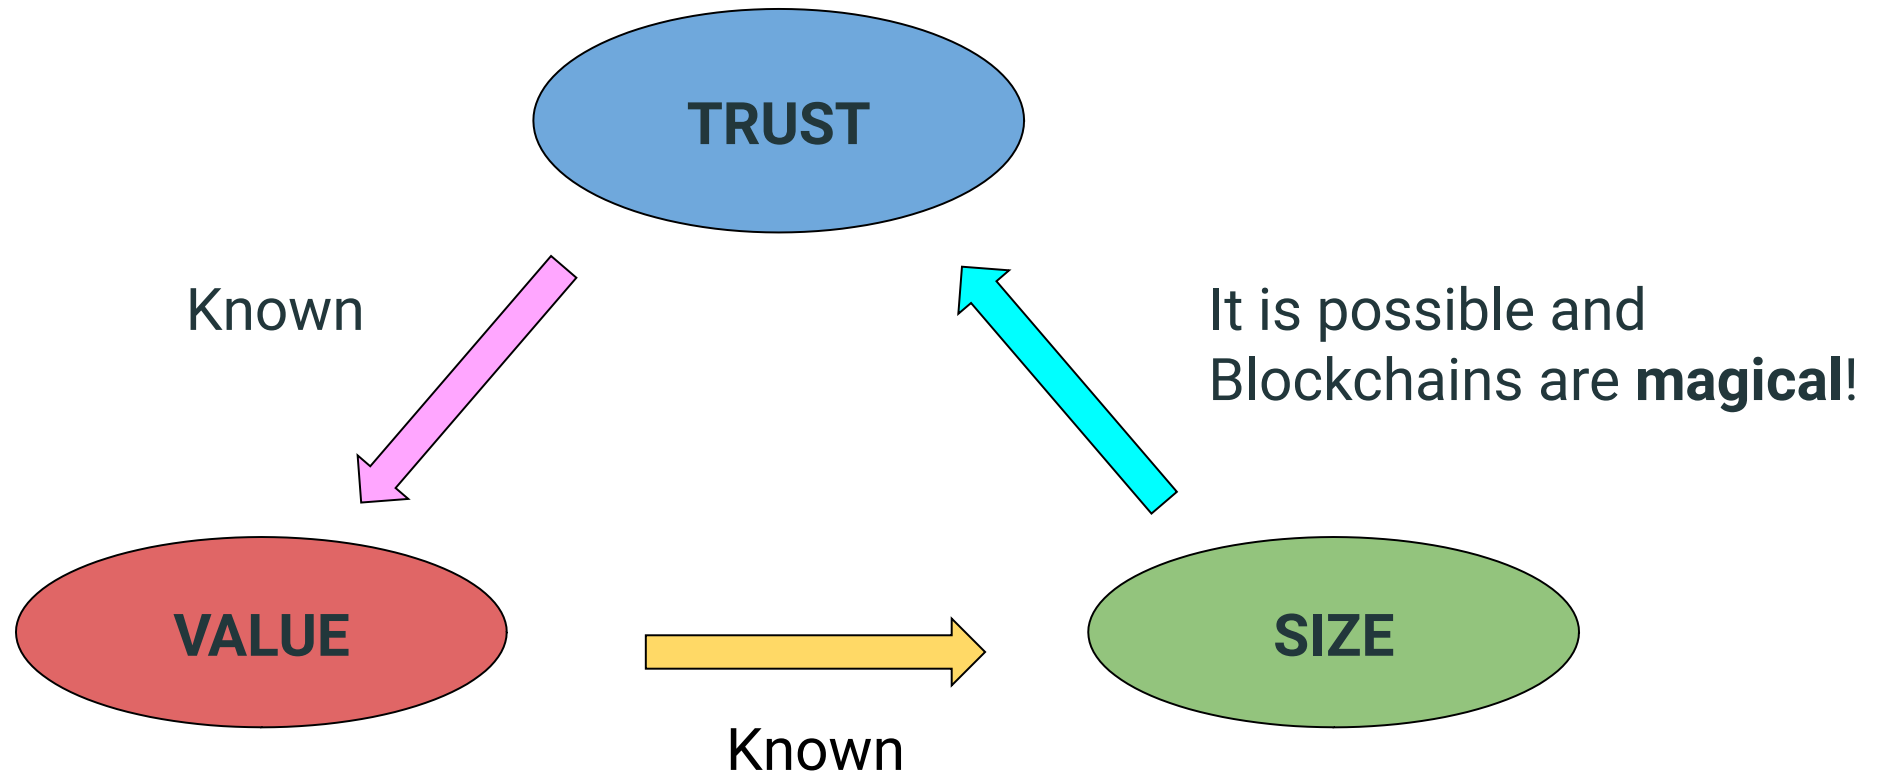 TRUST
Known
It is possible and
Blockchains are magical!
VALUE
SIZE
Known